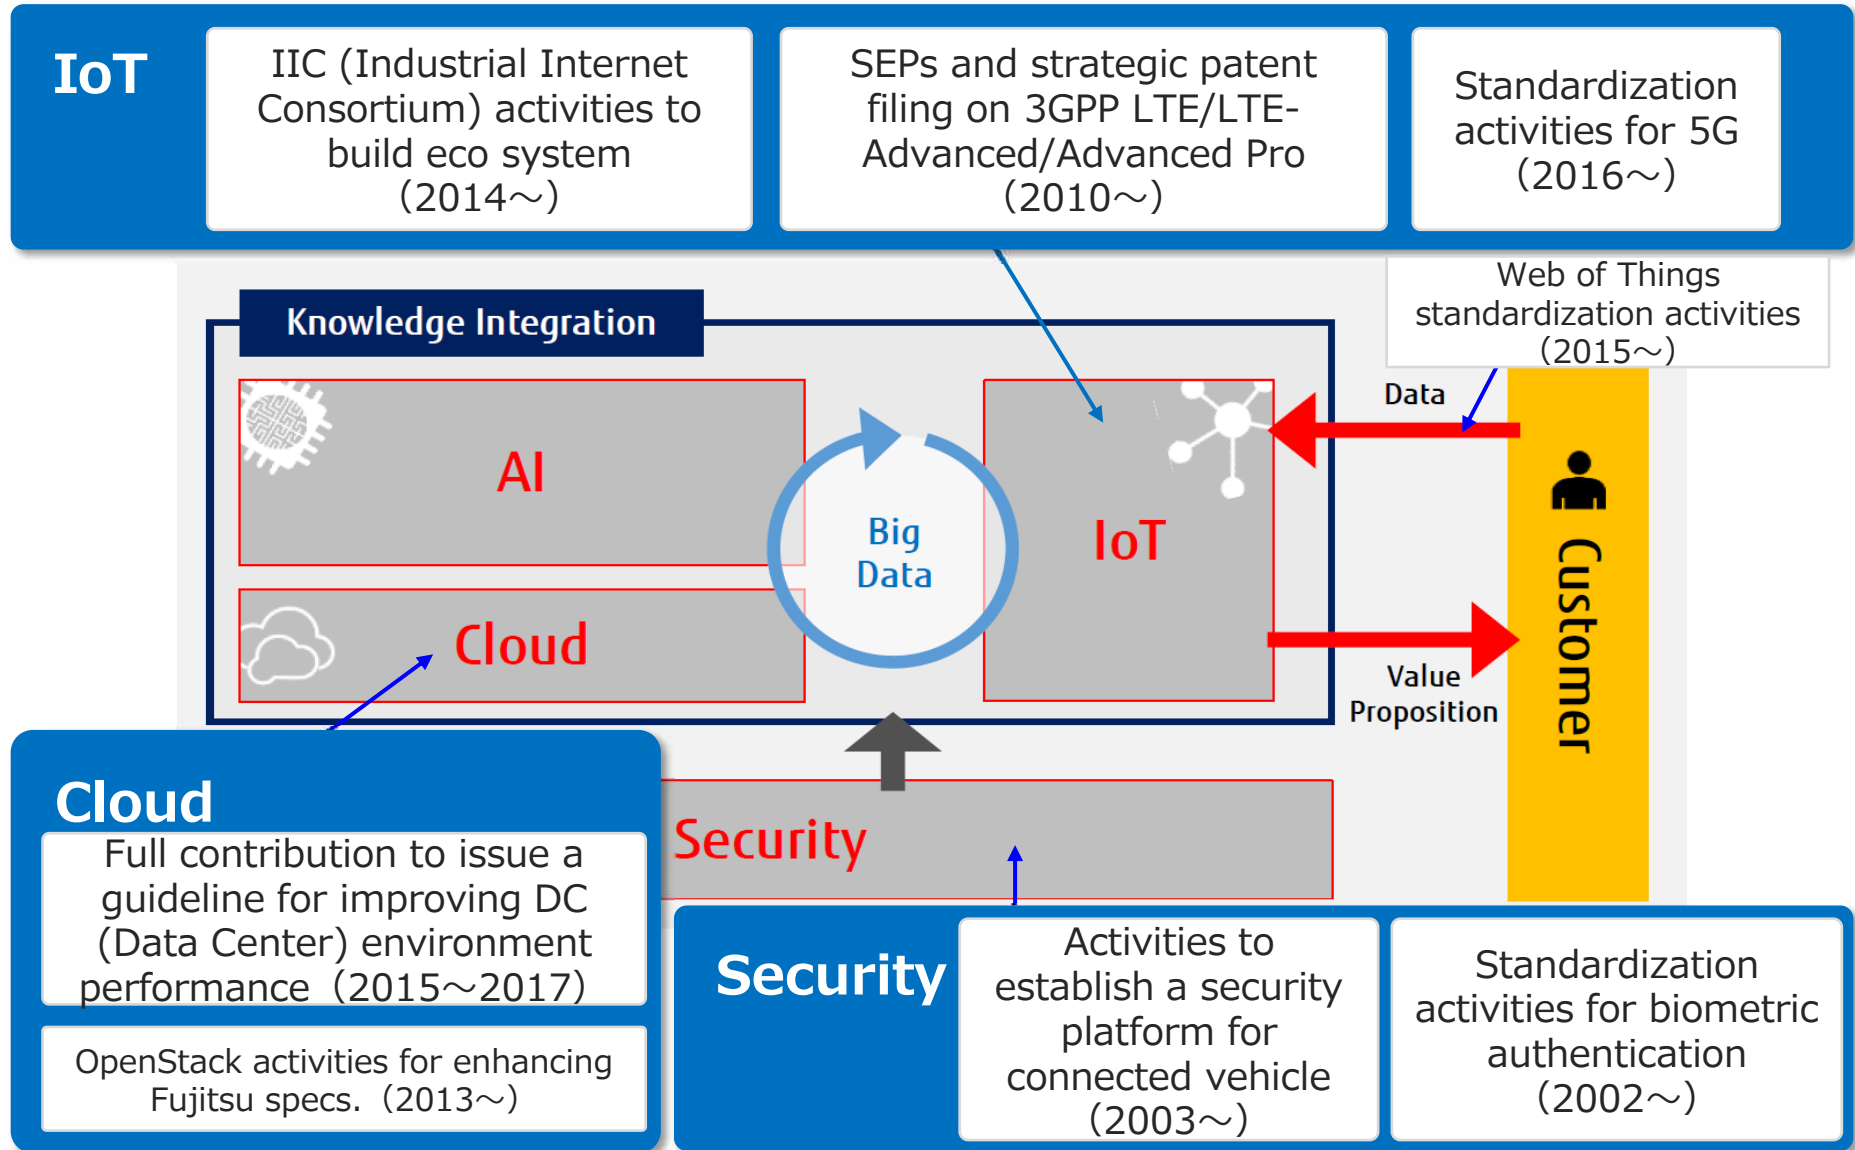 IoT
IIC (Industrial Internet
Consortium) activities to
build eco system
（2014～）
SEPs and strategic patent
filing on 3GPP LTE/LTE-
Advanced/Advanced Pro
（2010～）
Standardization
activities for 5G
（2016～）
Web of Things
standardization activities
（2015～）
Knowledge Integration
AI
Big
Data
IoT
Cloud
Data
Value
Proposition
Customer
Security
Cloud
Full contribution to issue a
guideline for improving DC
(Data Center) environment
performance（2015～2017）
OpenStack activities for enhancing
Fujitsu specs.（2013～）
Security
Activities to
establish a security
platform for
connected vehicle
（2003～）
Standardization
activities for biometric
authentication
（2002～）